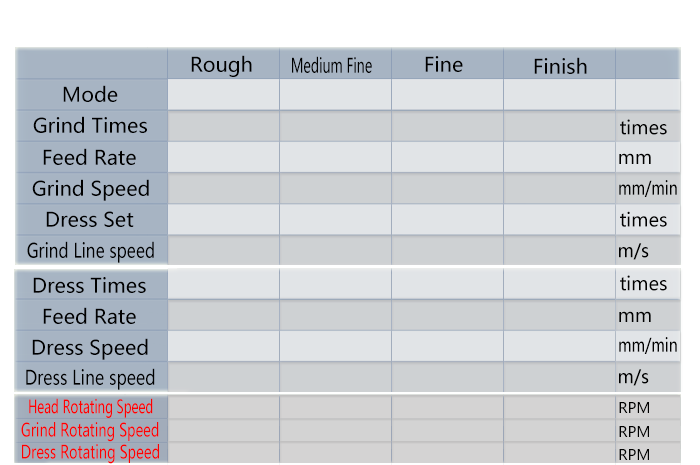 Rough Medium Fine Fine Finish
Mode
Grind Times times
Feed Rate mm
Grind Speed mm/min
Dress Set times
Grind Line speed m/s
Dress Times times
Feed Rate mm
Dress Speed mm/min
Dress Line speed m/s
Head Rotating Speed RPM
Grind Rotating Speed RPM
Dress Rotating Speed RPM